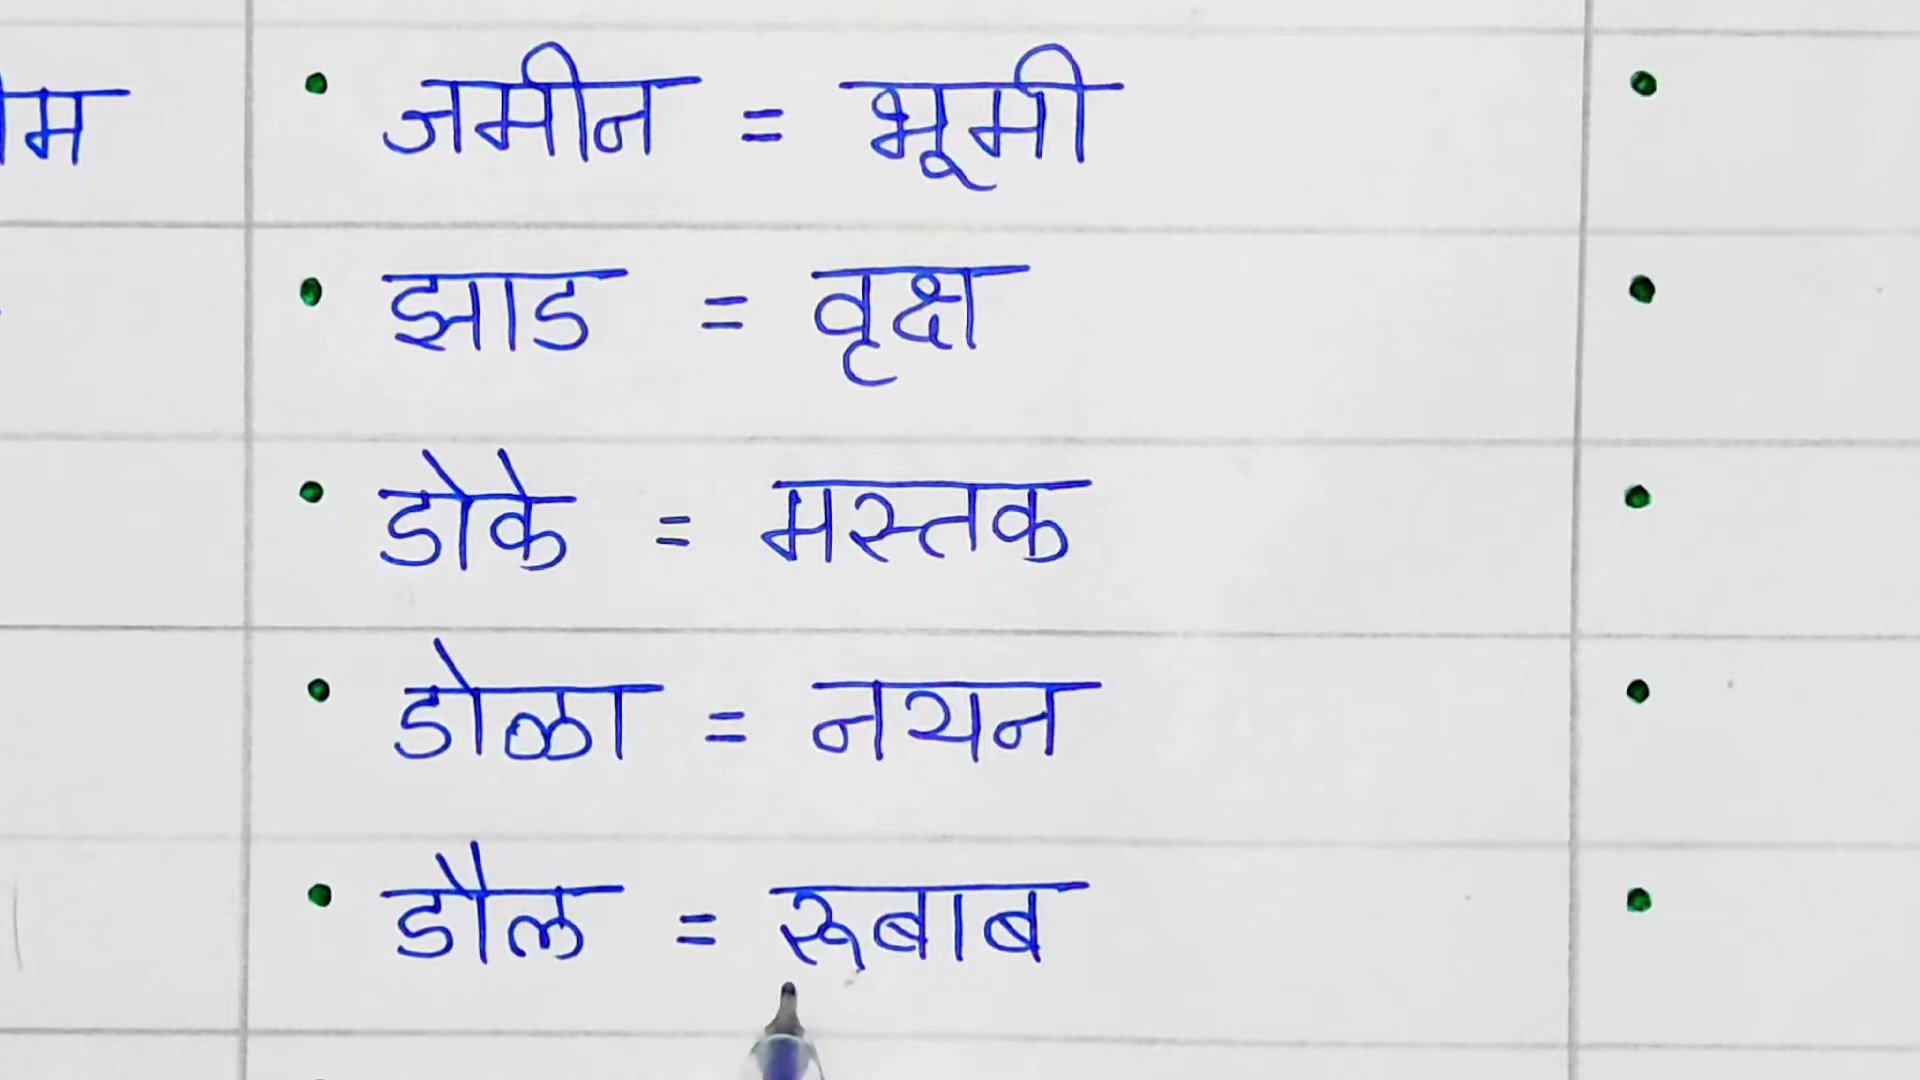 जमीन = भूमी
झाड = वृक्ष
डोके = मस्तक
डोळा = नयन
डौल = रूबाब